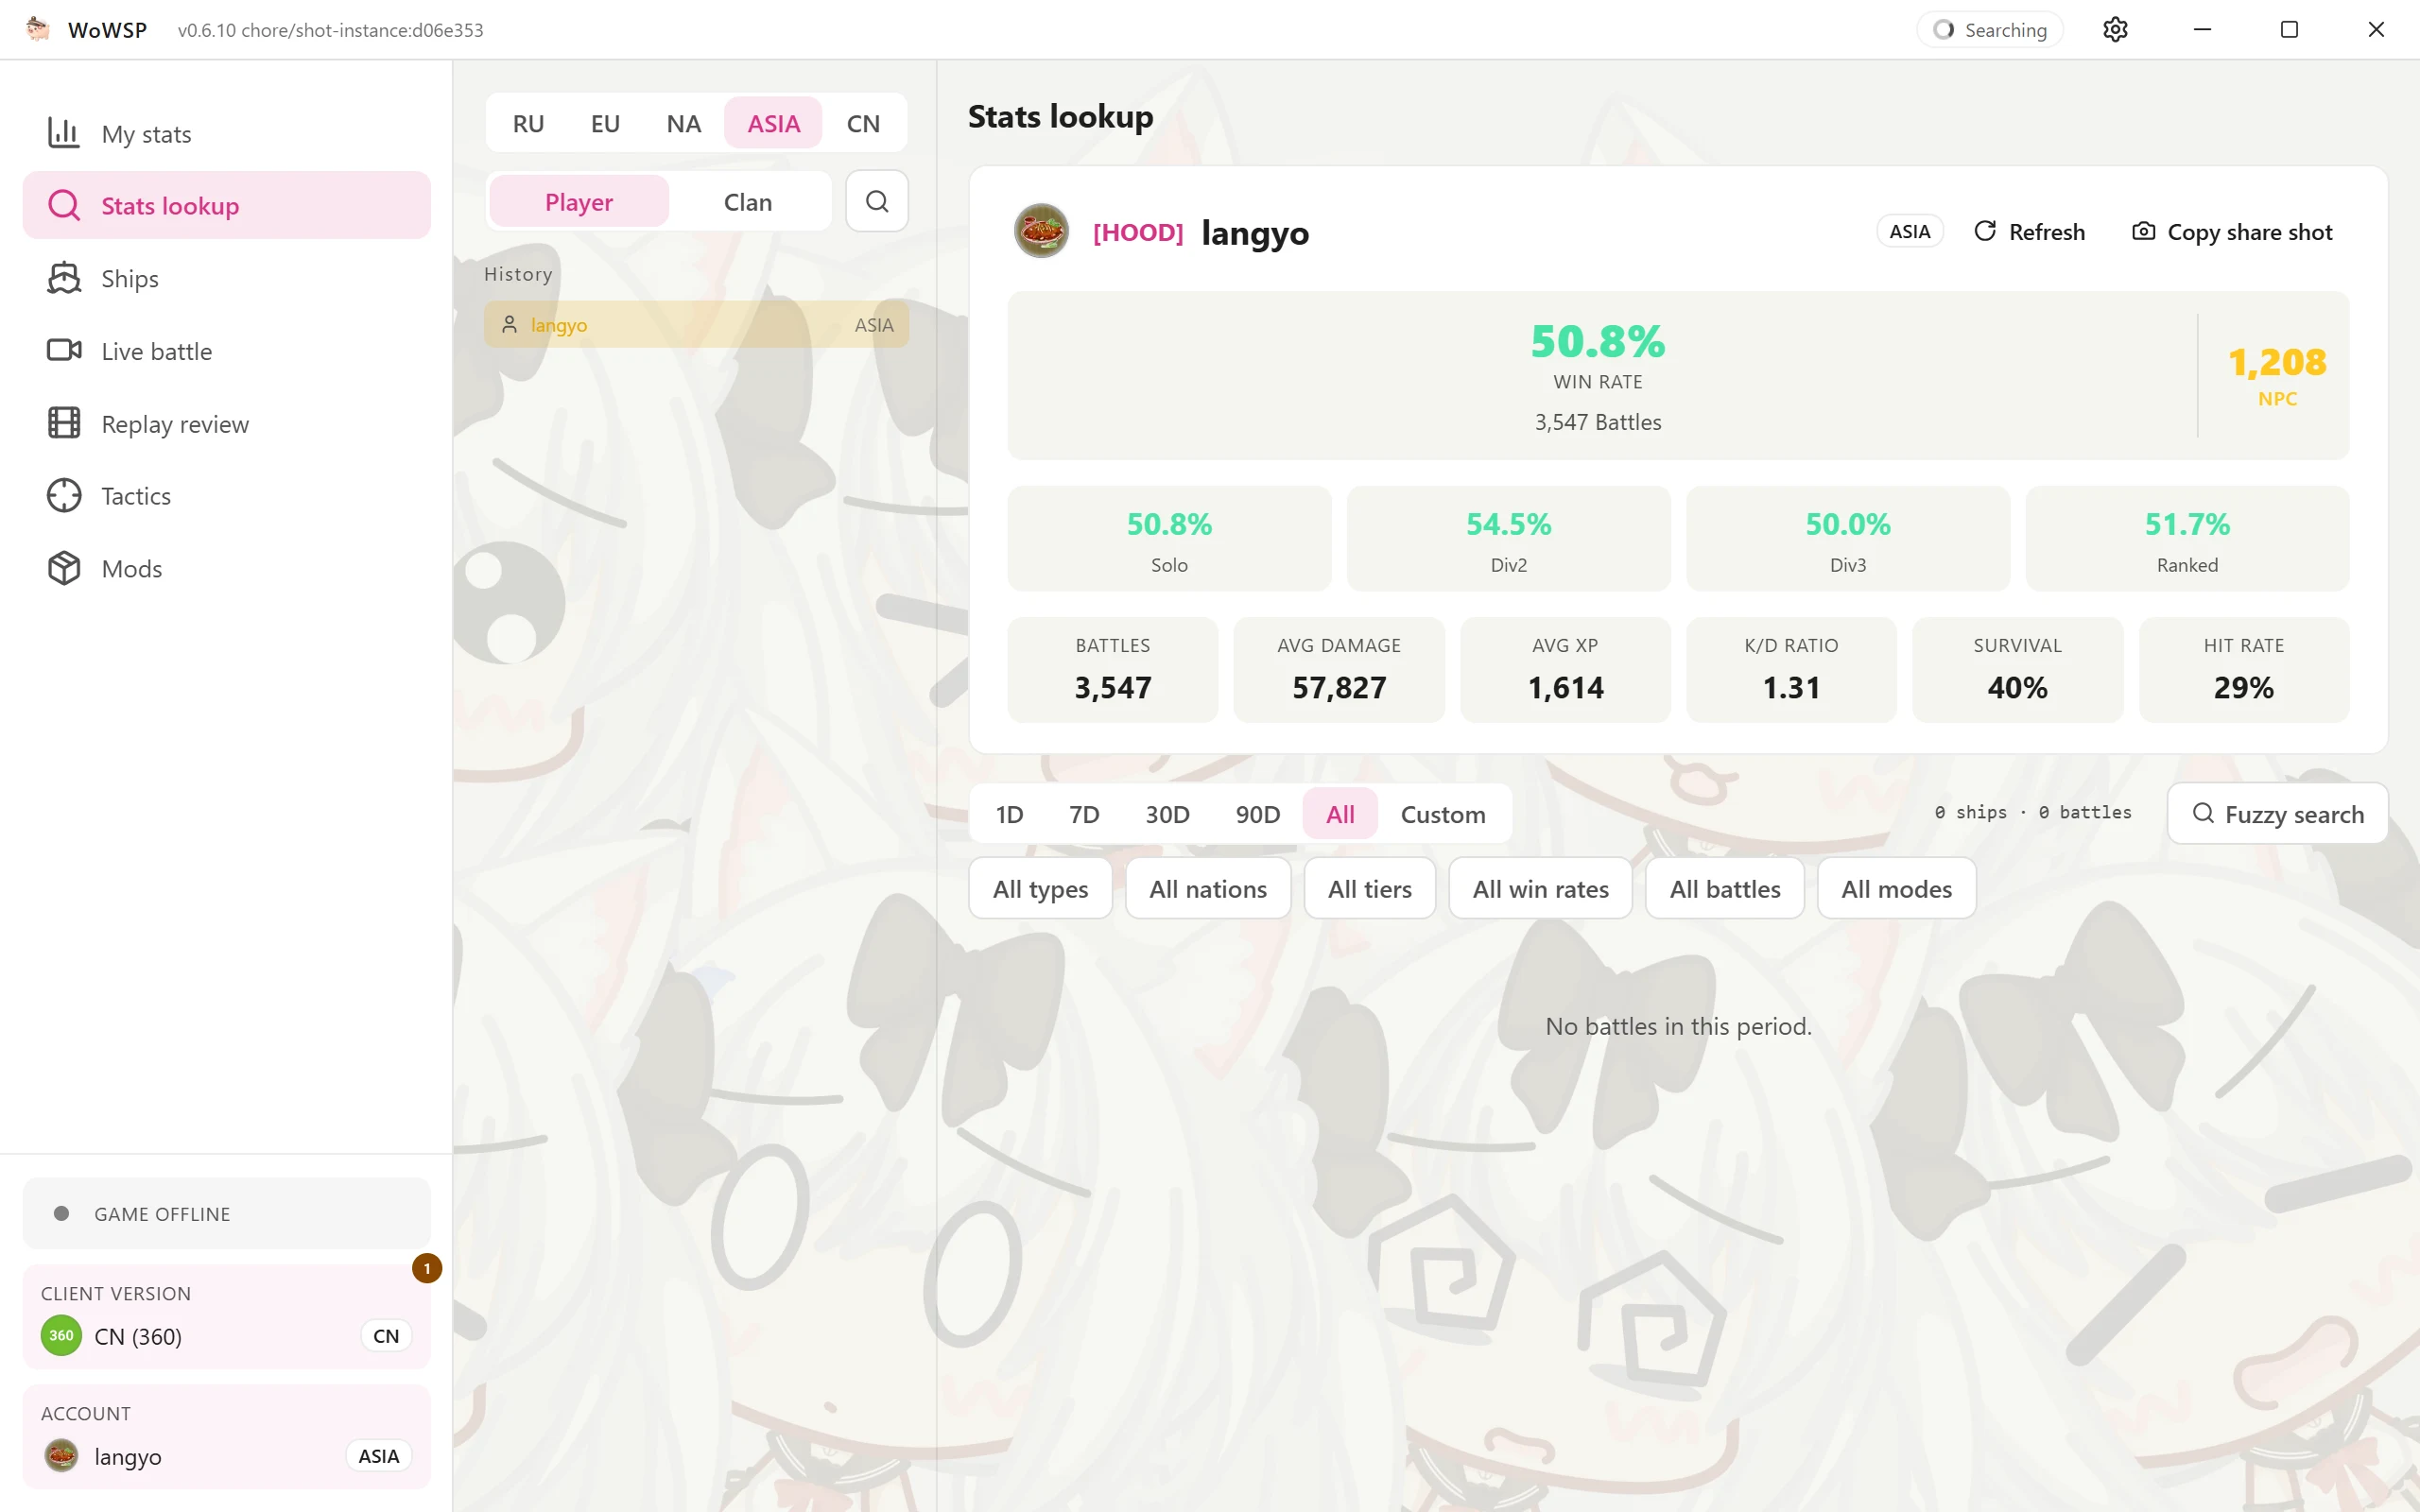 WoWSP v0.6.10 chore/shot-instance:d06e353 Searching
My stats
Stats lookup
Ships
Live battle
Replay review
Tactics
Mods
GAME OFFLINE
1
CLIENT VERSION
360 CN (360) CN
ACCOUNT
langyo ASIA
RU EU NA ASIA CN
Player Clan
History
langyo ASIA
Stats lookup
[HOOD] langyo ASIA Refresh Copy share shot
50.8%
WIN RATE
3,547 Battles
1,208
NPC
50.8% 54.5% 50.0% 51.7%
Solo Div2 Div3 Ranked
BATTLES AVG DAMAGE AVG XP K/D RATIO SURVIVAL HIT RATE
3,547 57,827 1,614 1.31 40% 29%
1D 7D 30D 90D All Custom 0 ships · 0 battles Fuzzy search
All types All nations All tiers All win rates All battles All modes
No battles in this period.